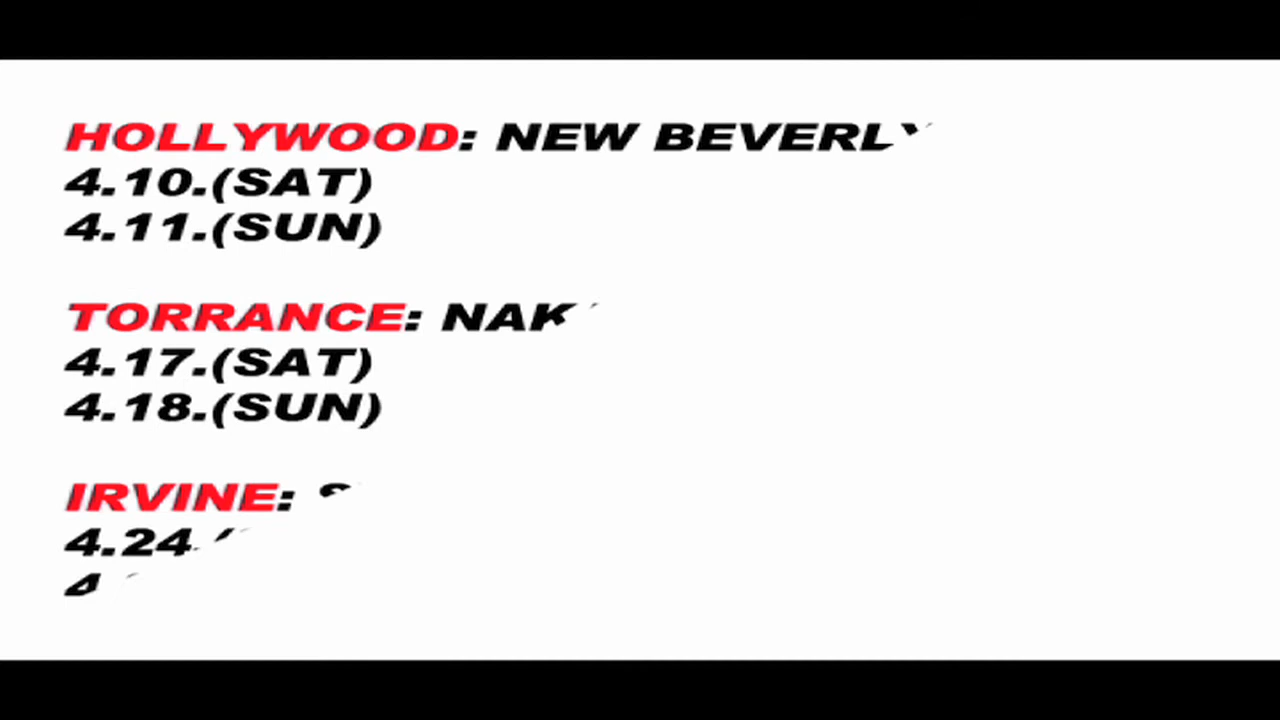 HOLLYWOOD: NEW BEVERLY
4.10.(SAT)
4.11.(SUN)
TORRANCE:
4.17.(SAT)
4.18.(SUN)
IRVINE:
4.24